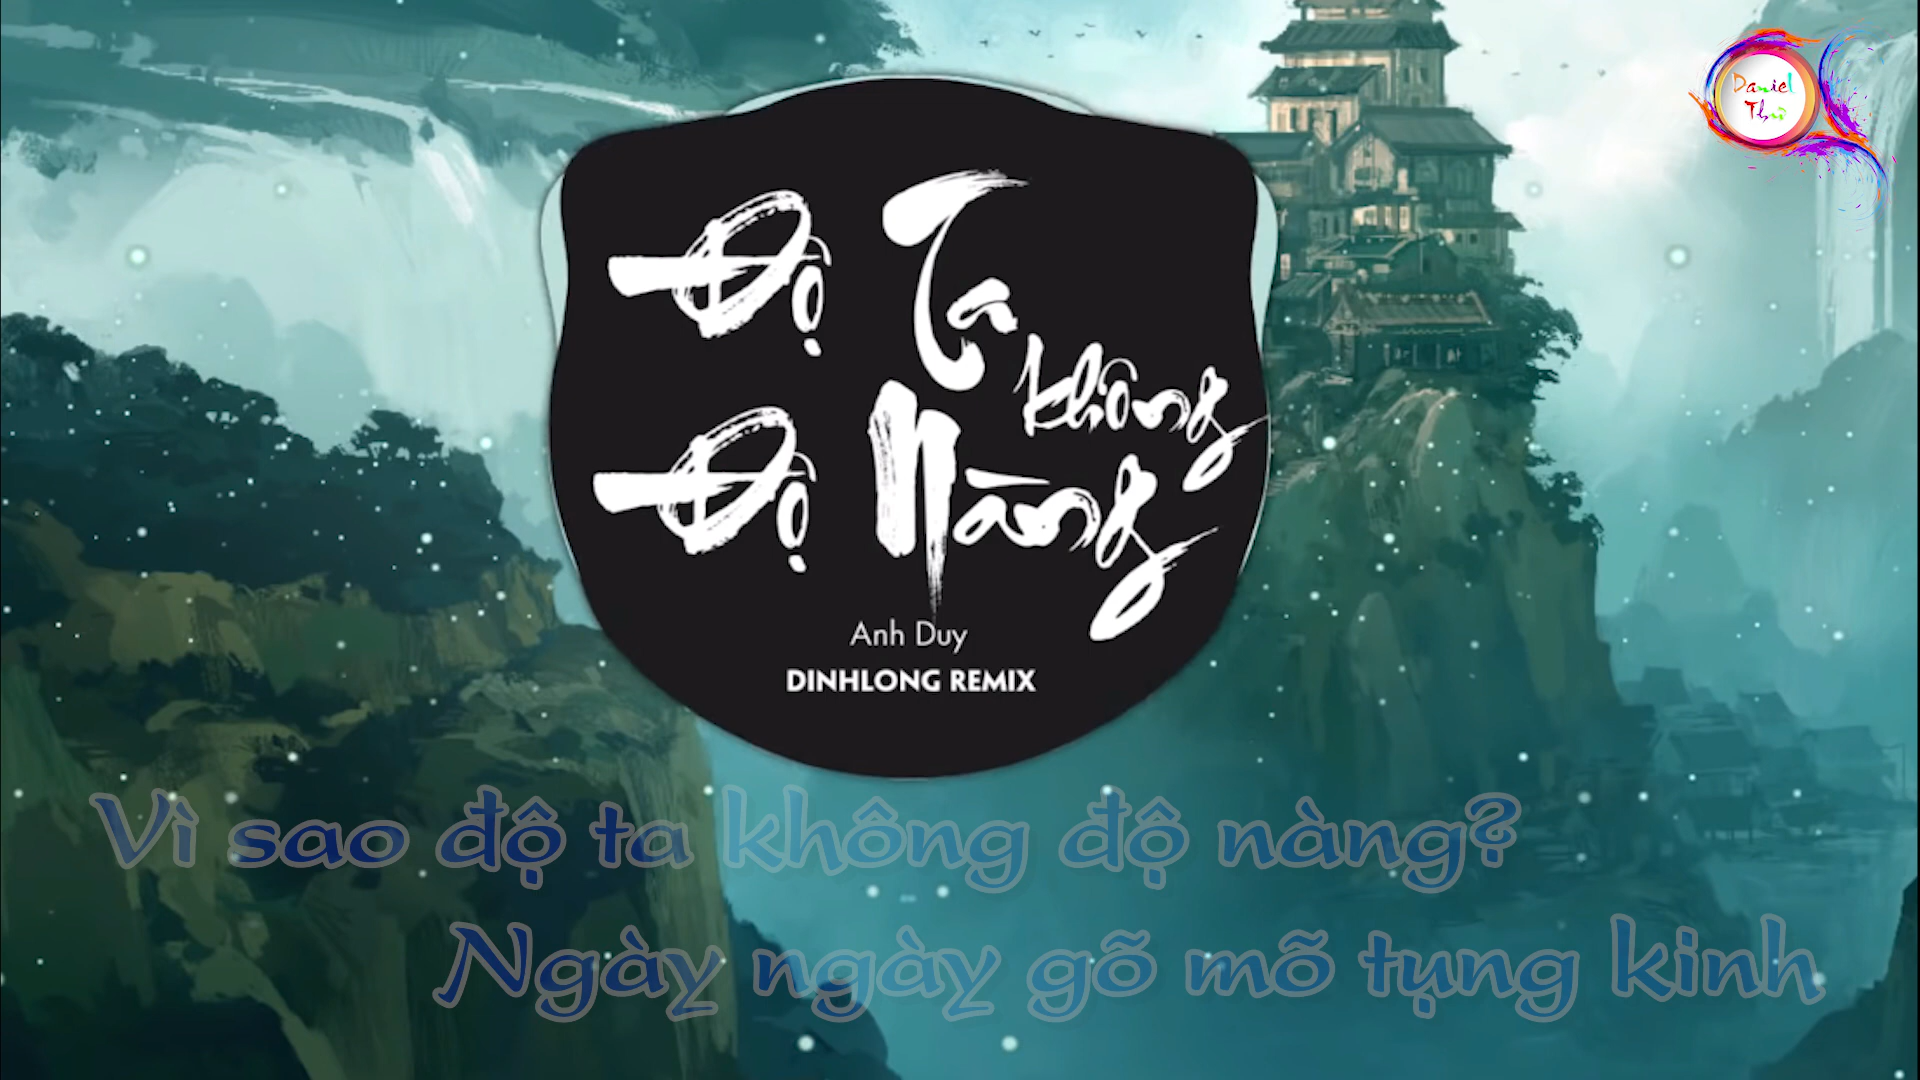 Daniel
Thứ
Độ Ta
không
Độ Nàng
Anh Duy
DINHLONG REMIX
Vì sao độ ta không độ nàng?
Ngày ngày gõ mõ tụng kinh